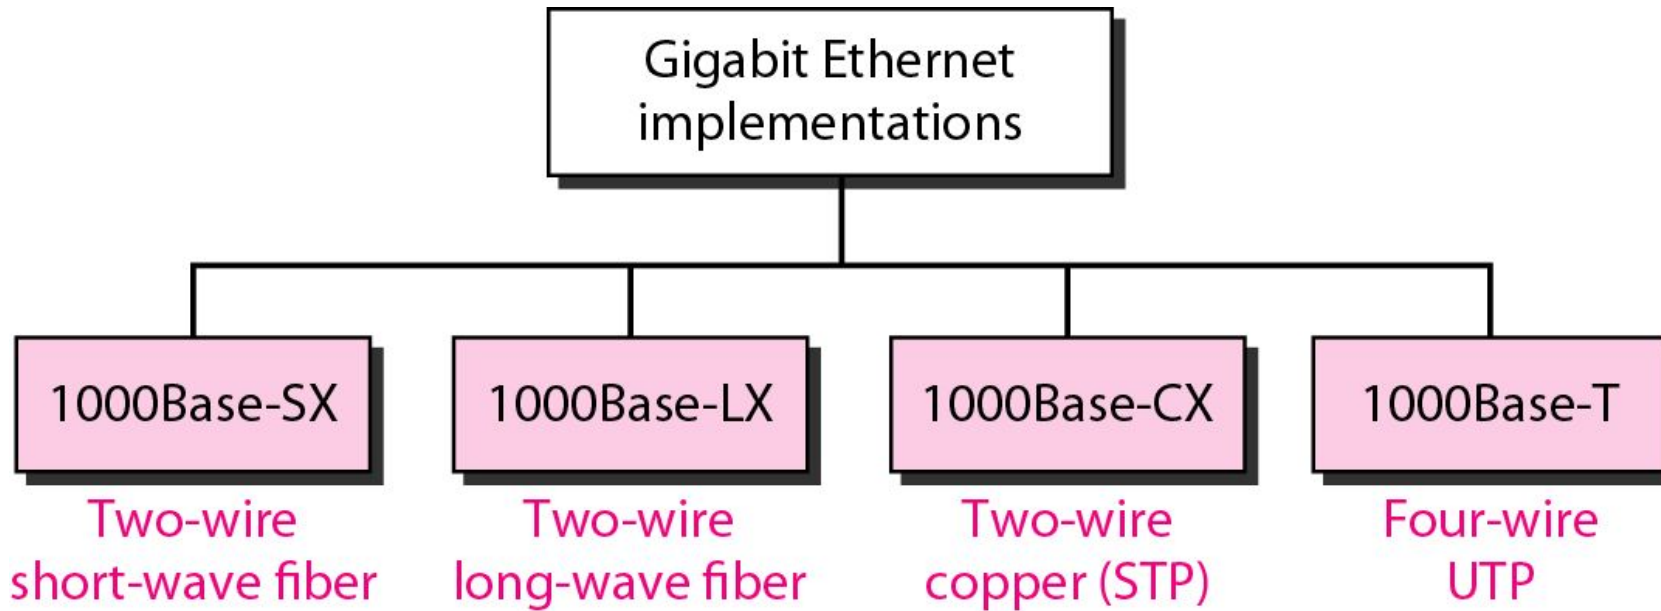 Gigabit Ethernet
implementations
1000Base-SX
1000Base-LX
1000Base-CX
1000Base-T
Two-wire
short-wave fiber
Two-wire
long-wave fiber
Two-wire
copper (STP)
Four-wire
UTP